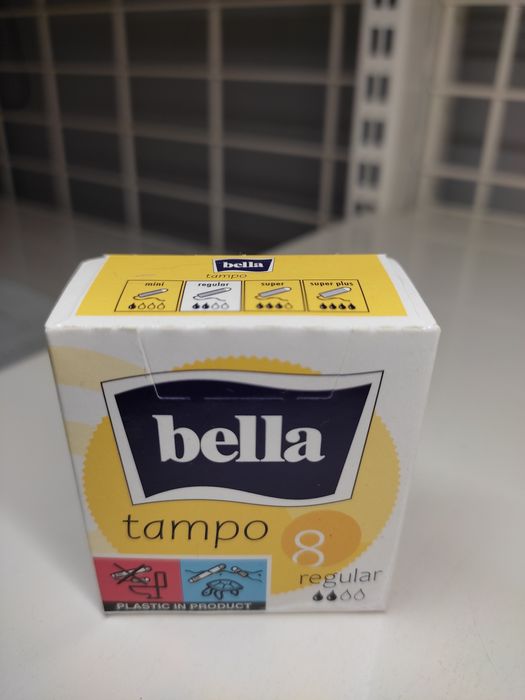 bella
tampo
mini regular super super plus
bella
tampo
8
regular
PLASTIC IN PRODUCT